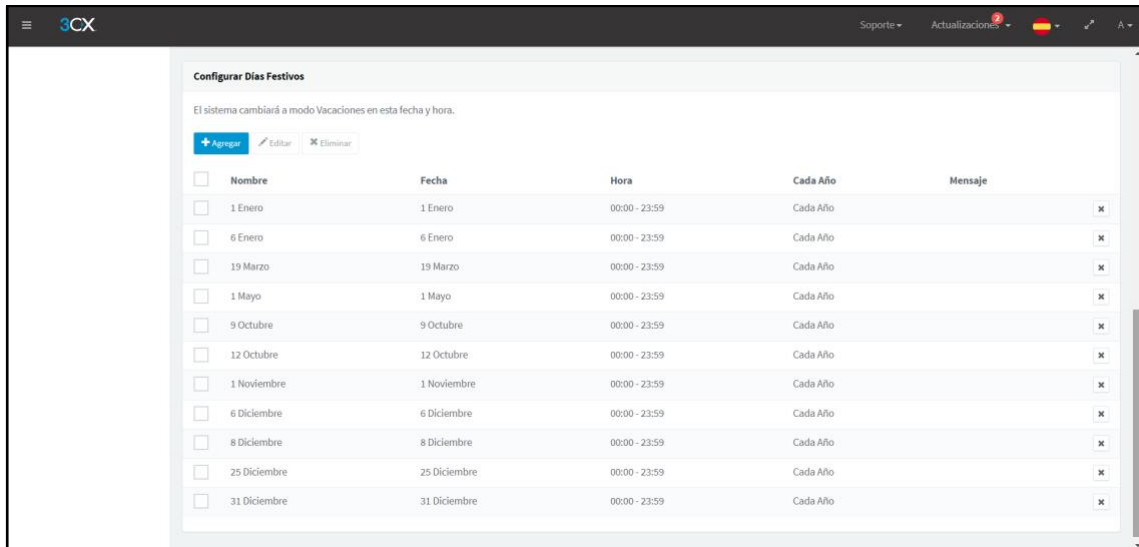 3CX Soporte Actualizaciones 2 A
Configurar Días Festivos
El sistema cambiará a modo Vacaciones en esta fecha y hora.
Agregar Editar Eliminar
Nombre Fecha Hora Cada Año Mensaje
1 Enero 1 Enero 00:00 - 23:59 Cada Año
6 Enero 6 Enero 00:00 - 23:59 Cada Año
19 Marzo 19 Marzo 00:00 - 23:59 Cada Año
1 Mayo 1 Mayo 00:00 - 23:59 Cada Año
9 Octubre 9 Octubre 00:00 - 23:59 Cada Año
12 Octubre 12 Octubre 00:00 - 23:59 Cada Año
1 Noviembre 1 Noviembre 00:00 - 23:59 Cada Año
6 Diciembre 6 Diciembre 00:00 - 23:59 Cada Año
8 Diciembre 8 Diciembre 00:00 - 23:59 Cada Año
25 Diciembre 25 Diciembre 00:00 - 23:59 Cada Año
31 Diciembre 31 Diciembre 00:00 - 23:59 Cada Año